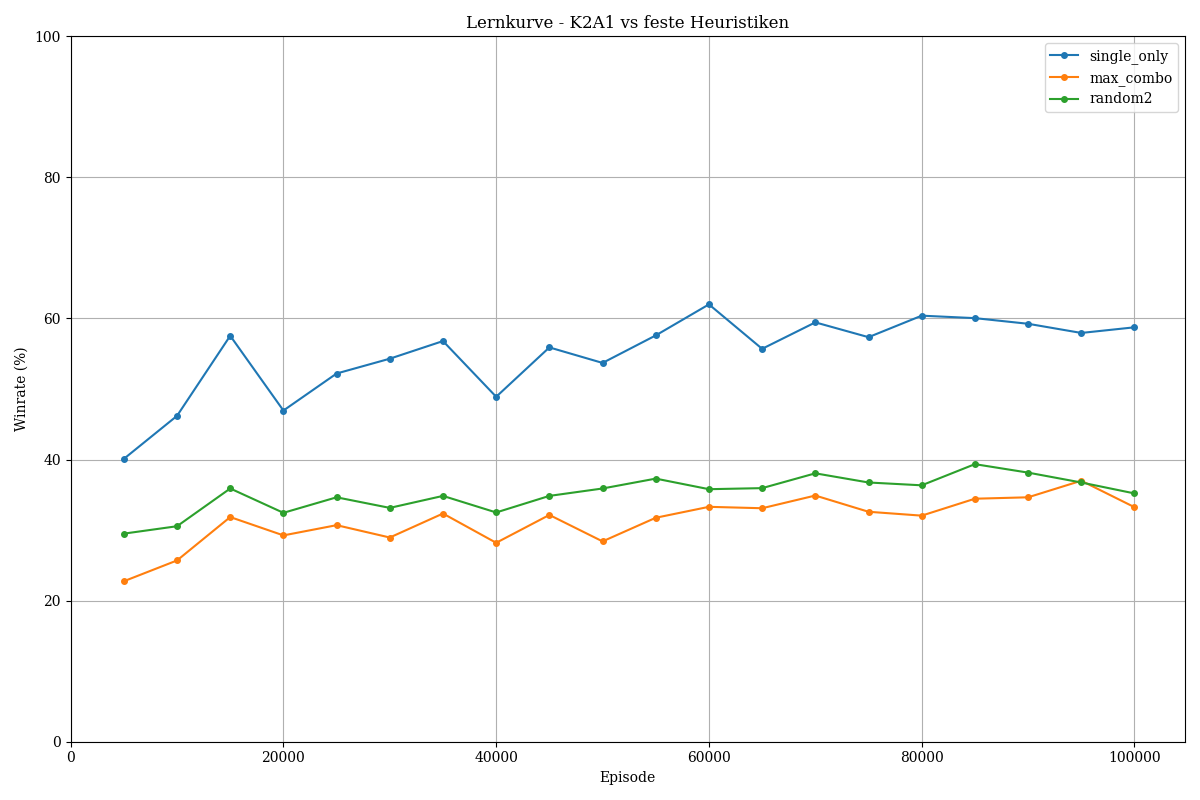 Lernkurve - K2A1 vs feste Heuristiken
single_only
max_combo
random2
Winrate (%)
100
80
60
40
20
0
0 20000 40000 60000 80000 100000
Episode